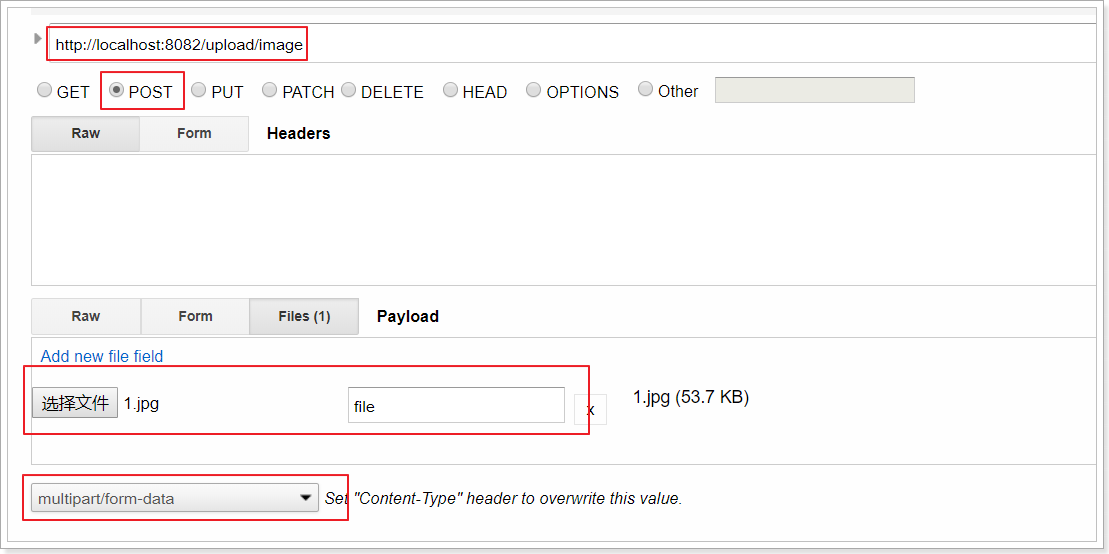 http://localhost:8082/upload/image
GET POST PUT PATCH DELETE HEAD OPTIONS Other
Raw Form Headers
Raw Form Files (1) Payload
Add new file field
选择文件 1.jpg file x 1.jpg (53.7 KB)
multipart/form-data Set "Content-Type" header to overwrite this value.